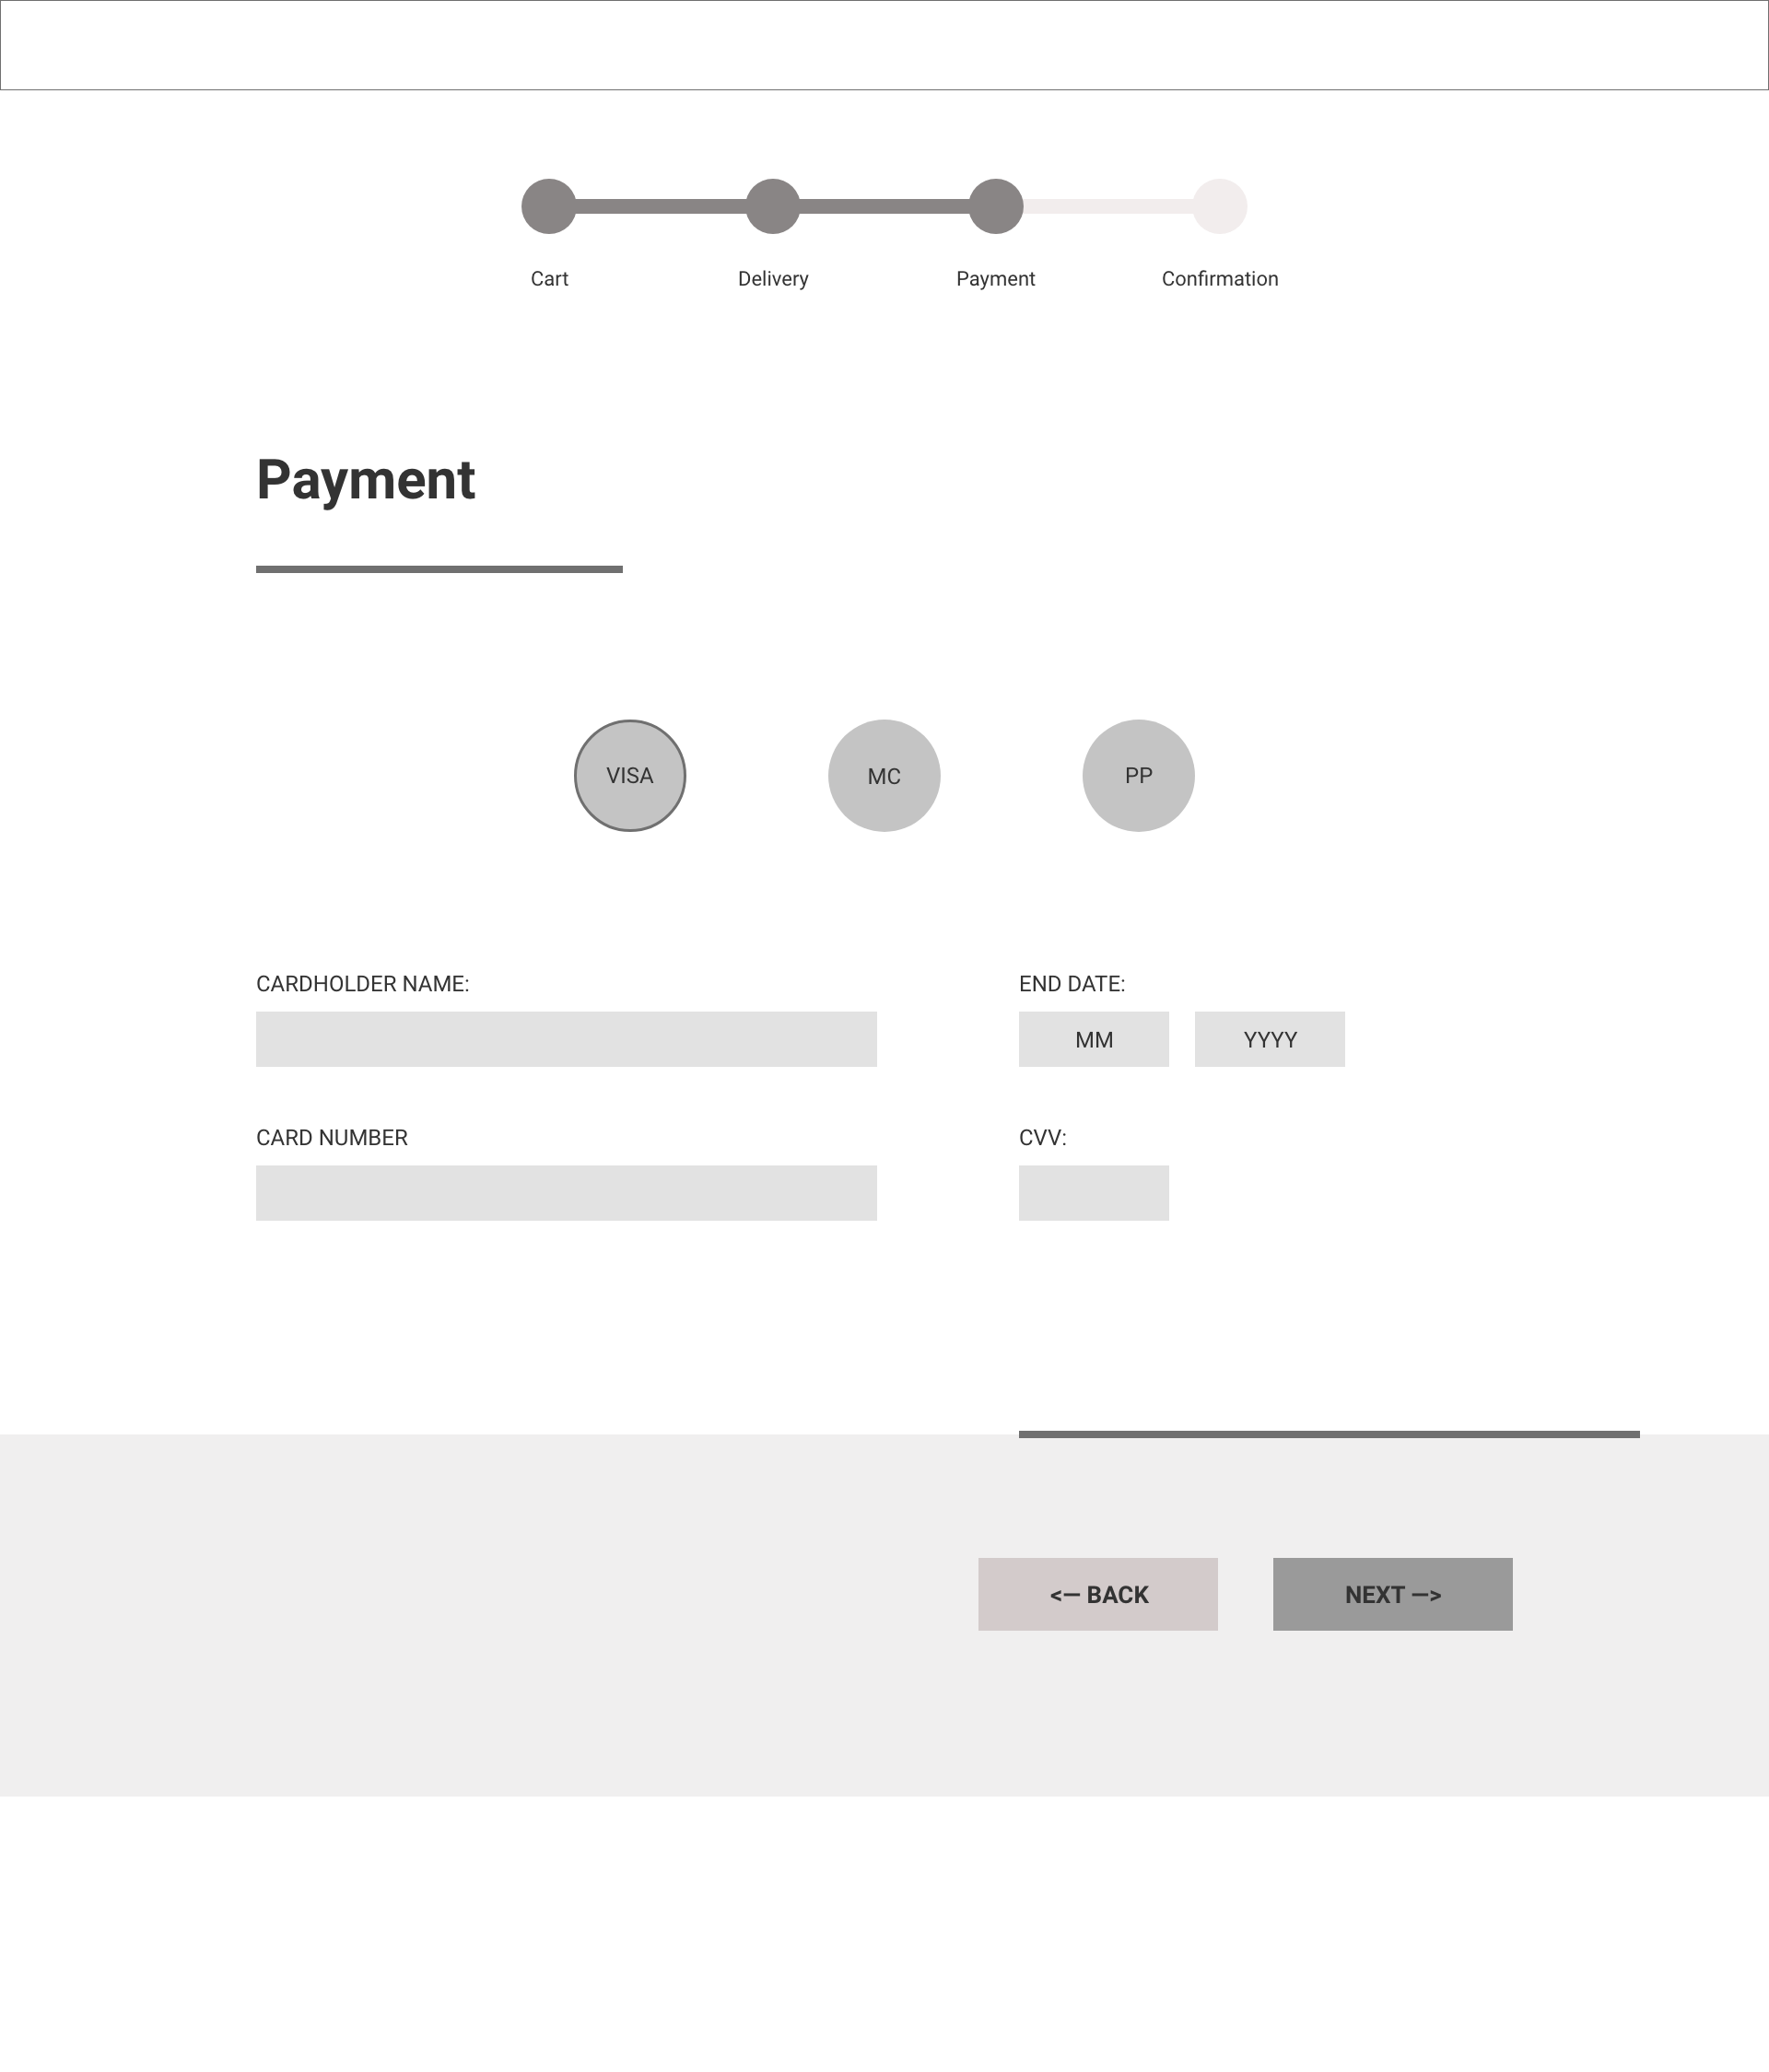 Cart
Delivery
Payment
Confirmation
Payment
VISA
MC
PP
CARDHOLDER NAME:
END DATE:
MM
YYYY
CARD NUMBER
CVV:
<— BACK
NEXT —>